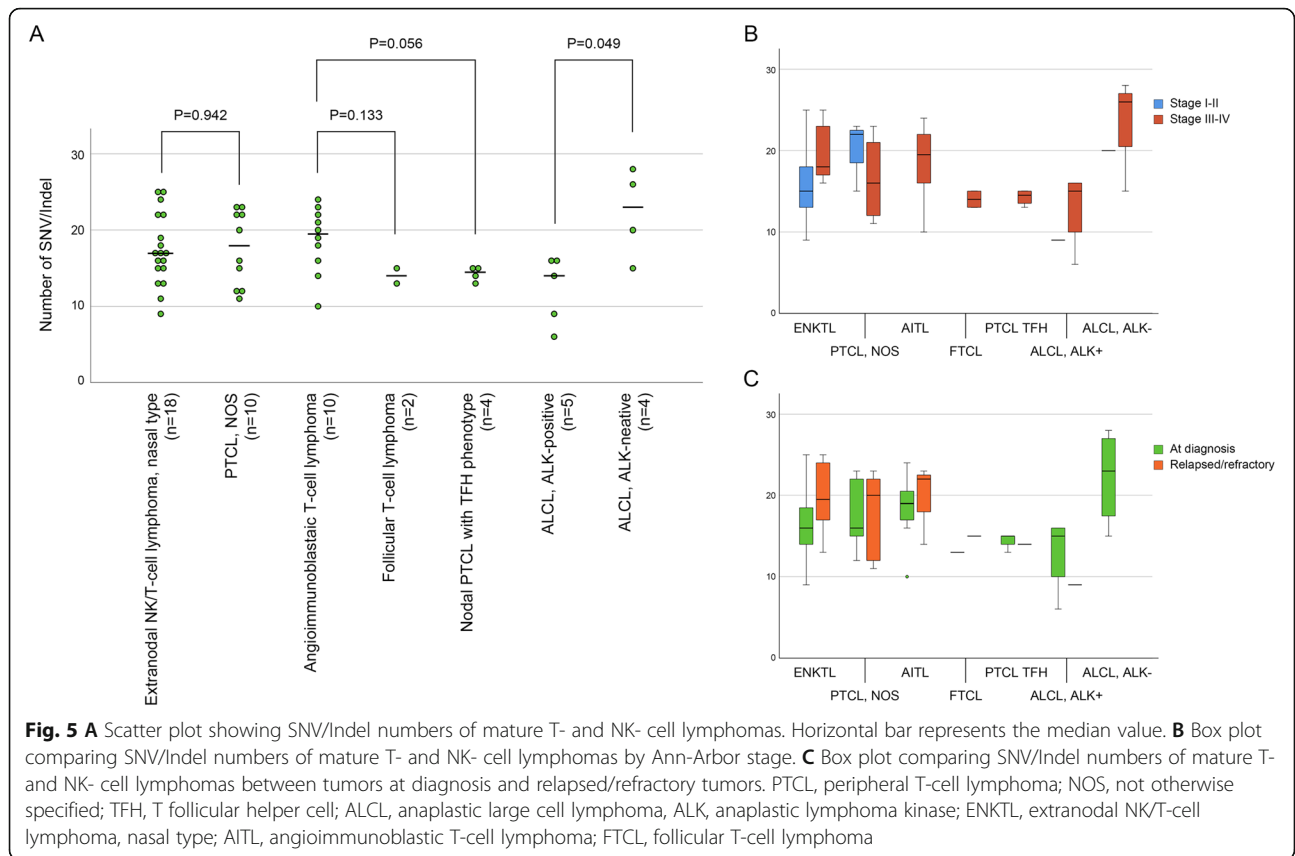 A
P=0.056
P=0.049
P=0.942
P=0.133
Number of SNV/Indel
30
20
10
0
Extranodal NK/T-cell lymphoma, nasal type
(n=18)
PTCL, NOS
(n=10)
Angioimmunoblastaic T-cell lymphoma
(n=10)
Follicular T-cell lymphoma
(n=2)
Nodal PTCL with TFH phenotype
(n=4)
ALCL, ALK-positive
(n=5)
ALCL, ALK-neative
(n=4)
B
30
20
10
0
Stage I-II
Stage III-IV
ENKTL AITL PTCL TFH ALCL, ALK-
PTCL, NOS FTCL ALCL, ALK+
C
30
20
10
0
At diagnosis
Relapsed/refractory
ENKTL AITL PTCL TFH ALCL, ALK-
PTCL, NOS FTCL ALCL, ALK+
Fig. 5 A Scatter plot showing SNV/Indel numbers of mature T- and NK- cell lymphomas. Horizontal bar represents the median value. B Box plot
comparing SNV/Indel numbers of mature T- and NK- cell lymphomas by Ann-Arbor stage. C Box plot comparing SNV/Indel numbers of mature T-
and NK- cell lymphomas between tumors at diagnosis and relapsed/refractory tumors. PTCL, peripheral T-cell lymphoma; NOS, not otherwise
specified; TFH, T follicular helper cell; ALCL, anaplastic large cell lymphoma, ALK, anaplastic lymphoma kinase; ENKTL, extranodal NK/T-cell
lymphoma, nasal type; AITL, angioimmunoblastic T-cell lymphoma; FTCL, follicular T-cell lymphoma